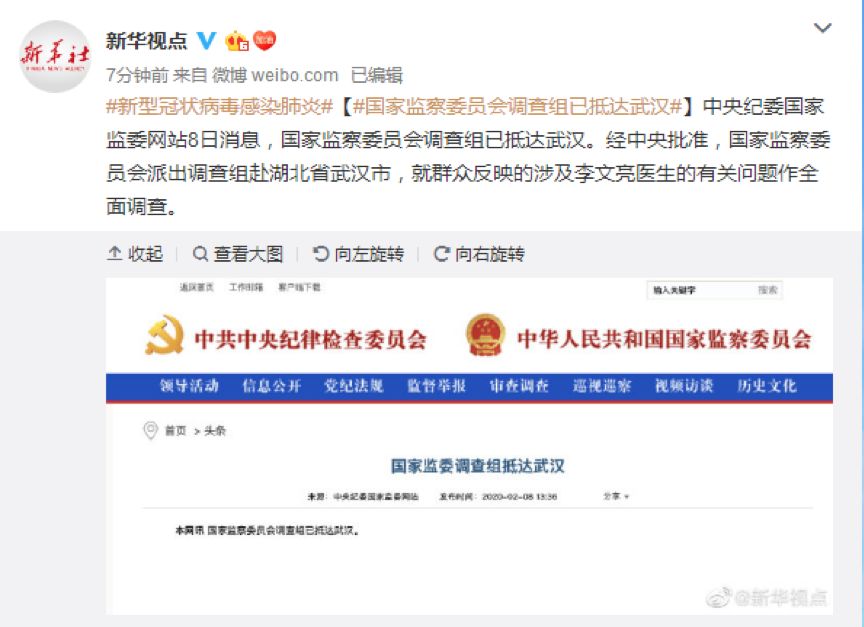 新华社
XINHUA NEWS AGENCY
新华视点
7分钟前 来自 微博 weibo.com 已编辑
#新型冠状病毒感染肺炎#【#国家监察委员会调查组已抵达武汉#】中央纪委国家
监委网站8日消息，国家监察委员会调查组已抵达武汉。经中央批准，国家监察委
员会派出调查组赴湖北省武汉市，就群众反映的涉及李文亮医生的有关问题作全
面调查。
收起 查看大图 向左旋转 向右旋转
返回首页 工作邮箱 客户端下载 输入关键字 搜索
中共中央纪律检查委员会 中华人民共和国国家监察委员会
领导活动 信息公开 党纪法规 监督举报 审查调查 巡视巡察 视频访谈 历史文化
首页 > 头条
国家监委调查组抵达武汉
来源：中央纪委国家监委网站 发布时间：2020-02-08 13:36 分享
本网讯 国家监察委员会调查组已抵达武汉。
@新华视点